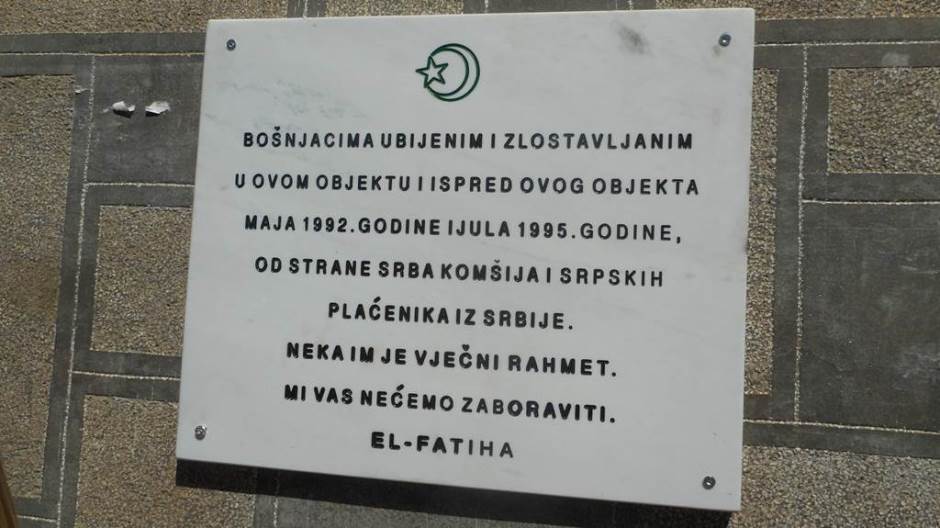 BOŠNJACIMA UBIJENIM I ZLOSTAVLJANIM
U OVOM OBJEKTU I ISPRED OVOG OBJEKTA
MAJA 1992. GODINE I JULA 1995. GODINE,
OD STRANE SRBA KOMŠIJA I SRPSKIH
PLAĆENIKA IZ SRBIJE.
NEKA IM JE VJEČNI RAHMET.
MI VAS NEĆEMO ZABORAVITI.
EL-FATIHA